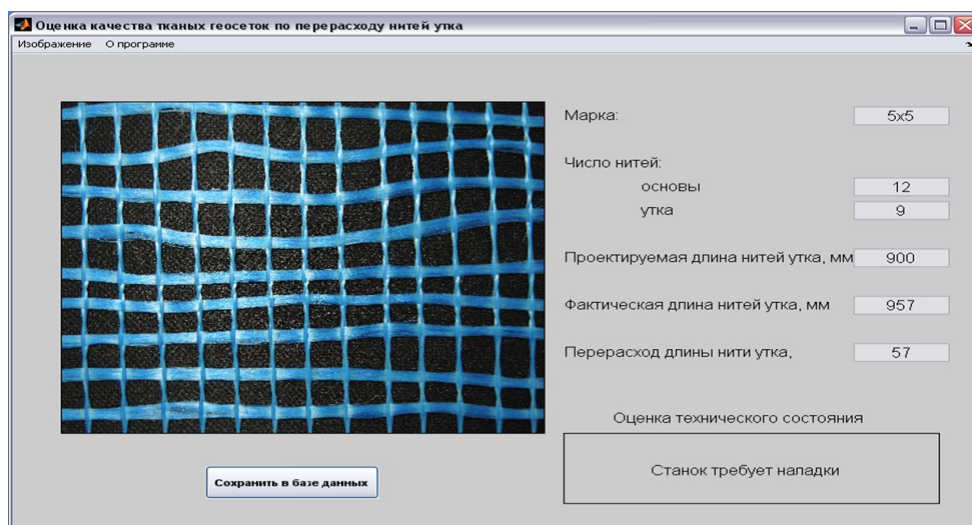 Оценка качества тканых геосеток по перерасходу нитей утка
Изображение О программе
Марка: 5x5
Число нитей:
основы 12
утка 9
Проектируемая длина нитей утка, мм 900
Фактическая длина нитей утка, мм 957
Перерасход длины нити утка, 57
Оценка технического состояния
Станок требует наладки
Сохранить в базе данных